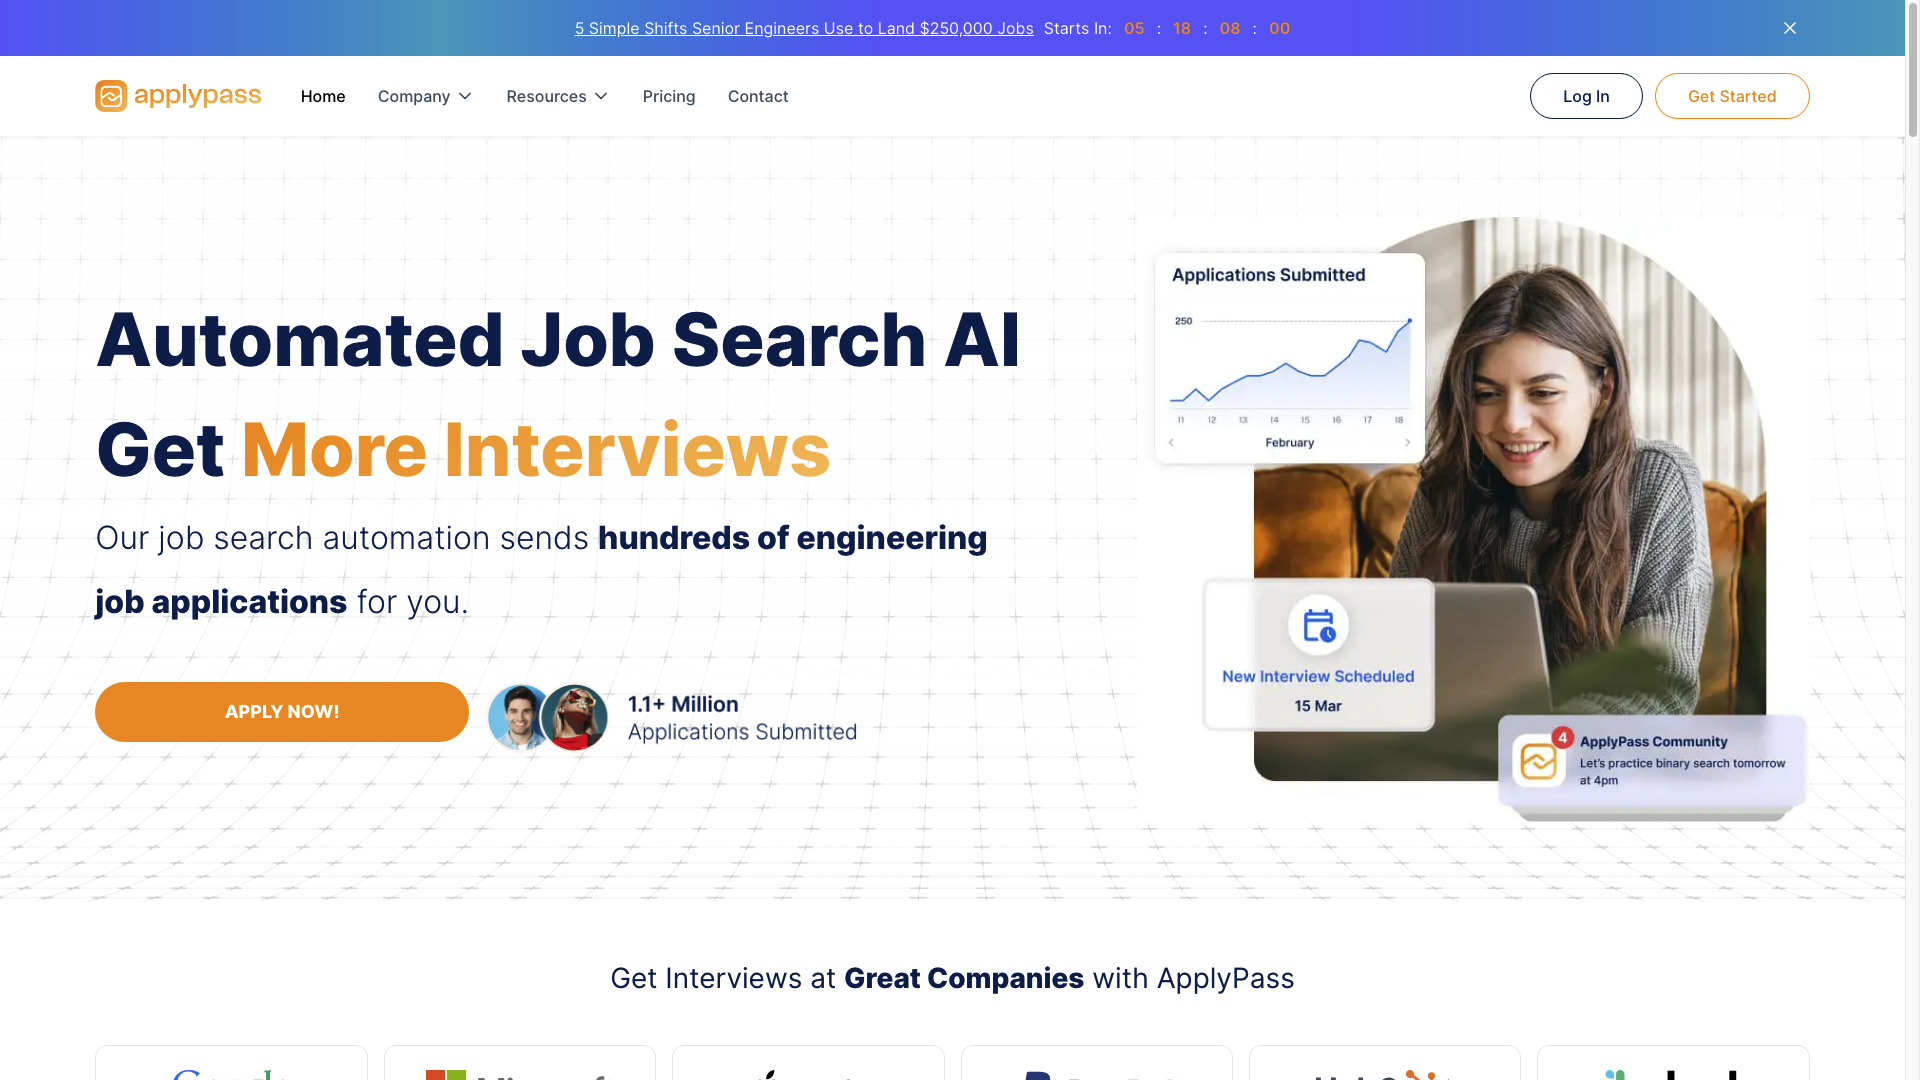 5 Simple Shifts Senior Engineers Use to Land $250,000 Jobs Starts In: 05 : 18 : 08 : 00
applypass Home Company Resources Pricing Contact Log In Get Started
Automated Job Search AI
Get More Interviews
Our job search automation sends hundreds of engineering
job applications for you.
APPLY NOW!
1.1+ Million
Applications Submitted
Applications Submitted
250
11 12 13 14 15 16 17 18
February
New Interview Scheduled
15 Mar
4
ApplyPass Community
Let's practice binary search tomorrow
at 4pm
Get Interviews at Great Companies with ApplyPass